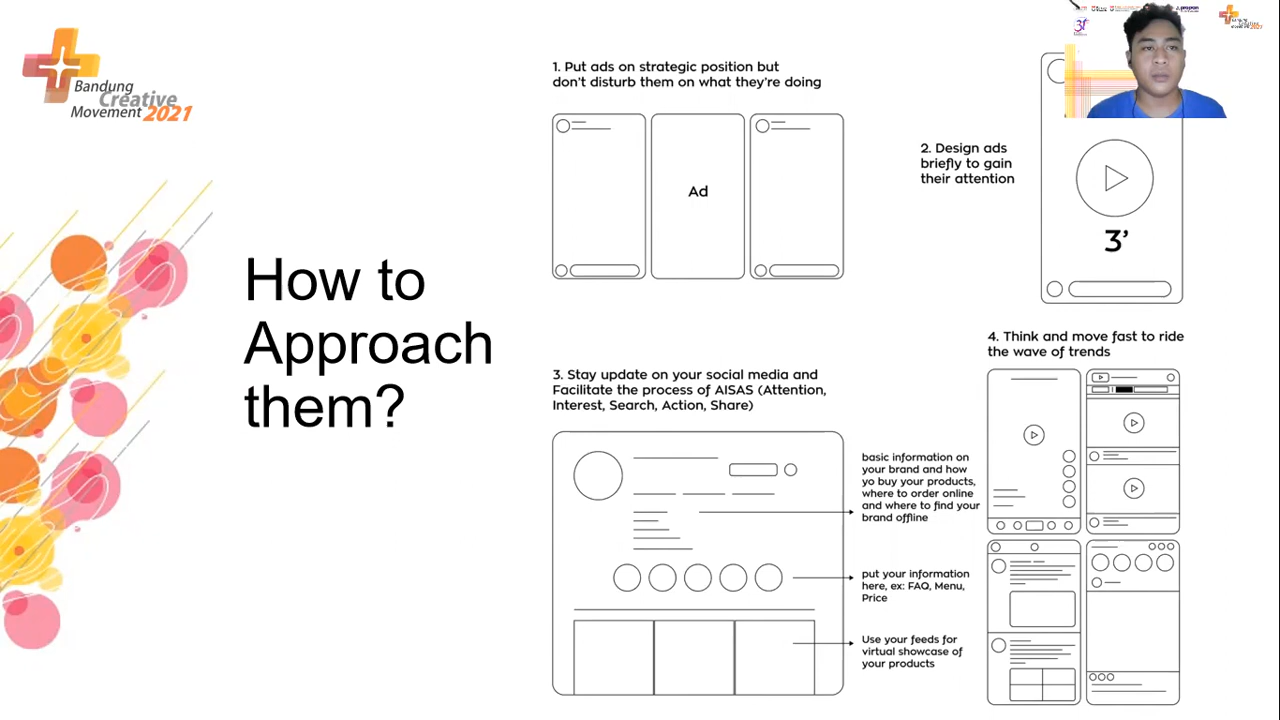 Bandung
Creative
Movement 2021
How to
Approach
them?
1. Put ads on strategic position but
don't disturb them on what they're doing
Ad
2. Design ads
briefly to gain
their attention
3'
3. Stay update on your social media and
Facilitate the process of AISAS (Attention,
Interest, Search, Action, Share)
basic information on
your brand and how
yo buy your products,
where to order online
and where to find your
brand offline
put your information
here, ex: FAQ, Menu,
Price
Use your feeds for
virtual showcase of
your products
4. Think and move fast to ride
the wave of trends